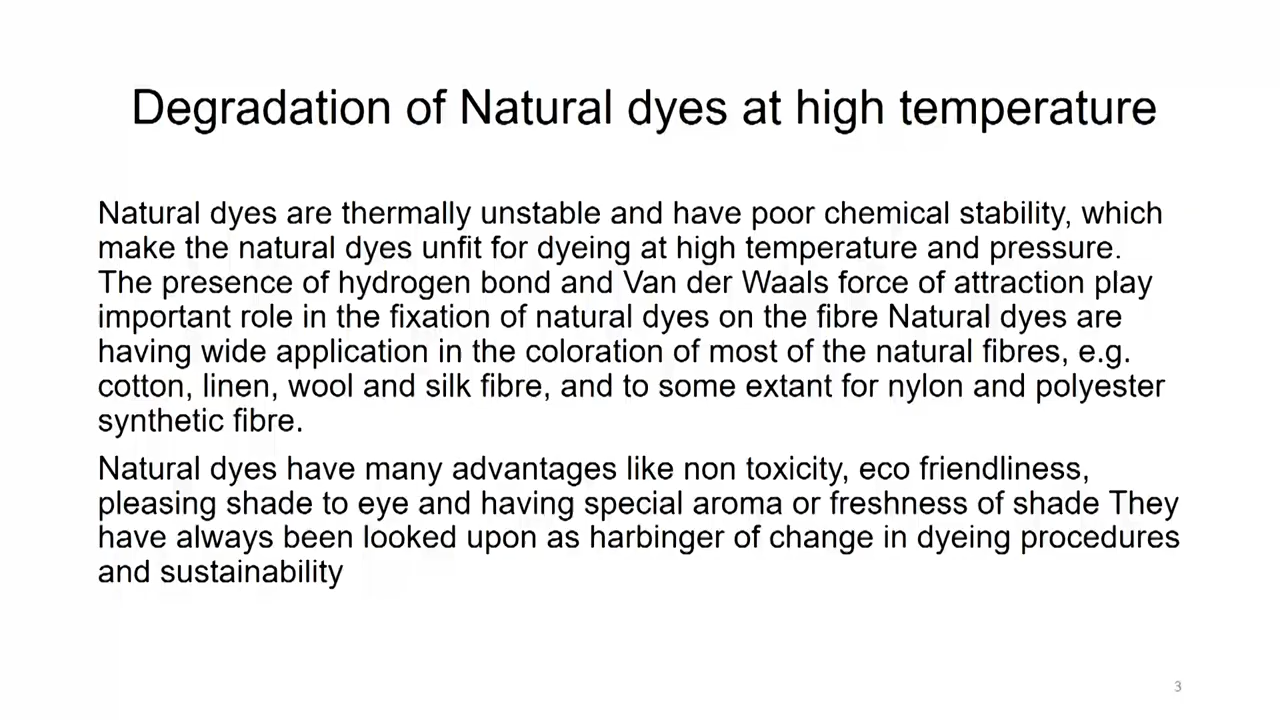 Degradation of Natural dyes at high temperature
Natural dyes are thermally unstable and have poor chemical stability, which
make the natural dyes unfit for dyeing at high temperature and pressure.
The presence of hydrogen bond and Van der Waals force of attraction play
important role in the fixation of natural dyes on the fibre Natural dyes are
having wide application in the coloration of most of the natural fibres, e.g.
cotton, linen, wool and silk fibre, and to some extant for nylon and polyester
synthetic fibre.
Natural dyes have many advantages like non toxicity, eco friendliness,
pleasing shade to eye and having special aroma or freshness of shade They
have always been looked upon as harbinger of change in dyeing procedures
and sustainability
3